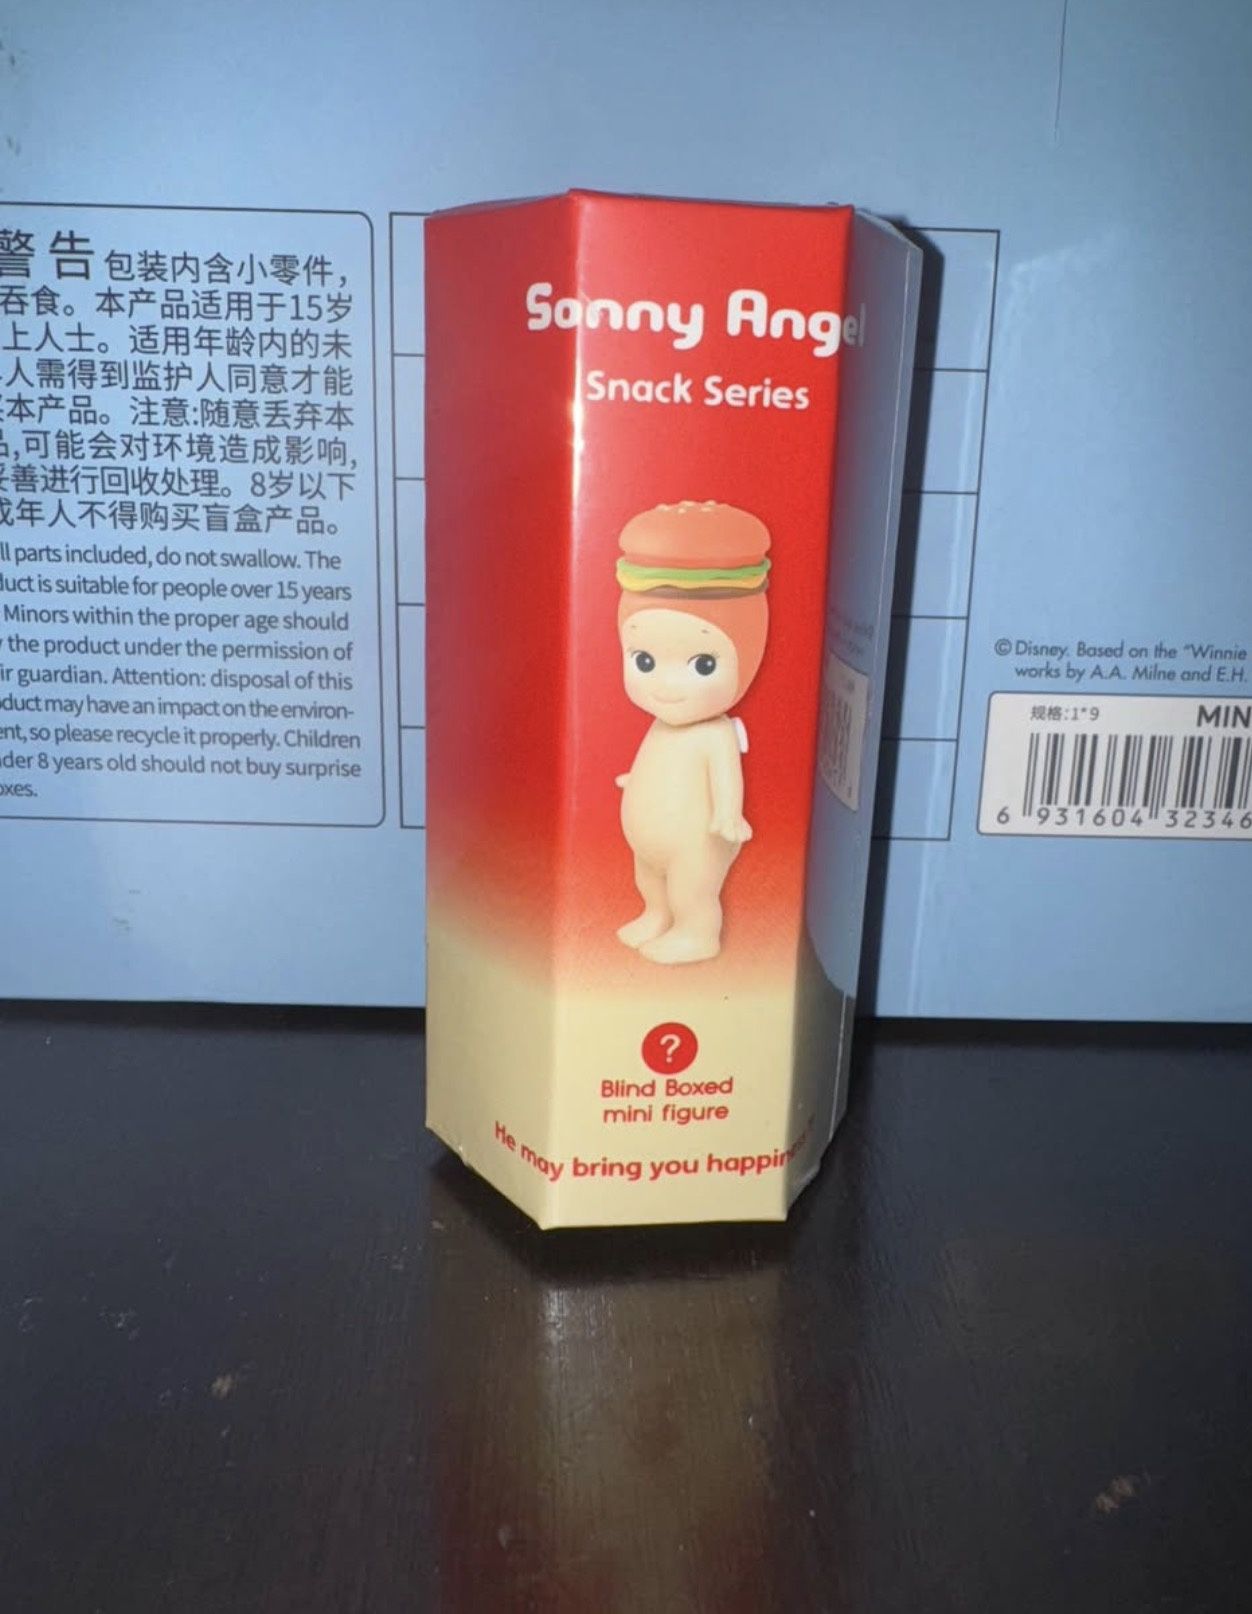 警告 包装内含小零件,
吞食。本产品适用于15岁
上人士。适用年龄内的未
人需得到监护人同意才能
本产品。注意:随意丢弃本
品,可能会对环境造成影响,
妥善进行回收处理。8岁以下
成年人不得购买盲盒产品。
ll parts included, do not swallow. The
duct is suitable for people over 15 years
Minors within the proper age should
the product under the permission of
ir guardian. Attention: disposal of this
duct may have an impact on the environ-
ent, so please recycle it properly. Children
der 8 years old should not buy surprise
oxes.
Sonny Angel
Snack Series
?
Blind Boxed
mini figure
He may bring you happin
© Disney. Based on the "Winnie
works by A.A. Milne and E.H.
规格:1*9 MIN
6 931604 32346